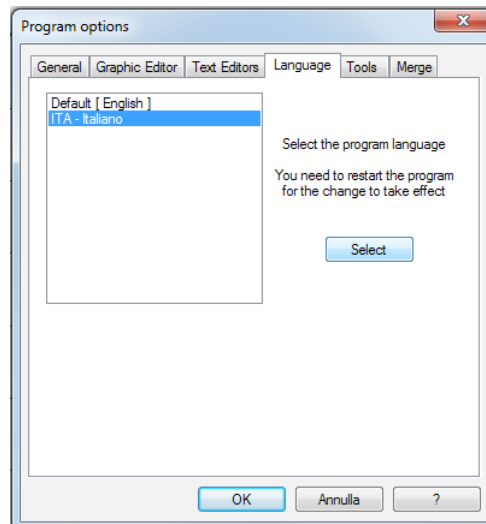 Program options
General Graphic Editor Text Editors Language Tools Merge
Default [ English ]
ITA - Italiano
Select the program language
You need to restart the program
for the change to take effect
Select
OK Annulla ?